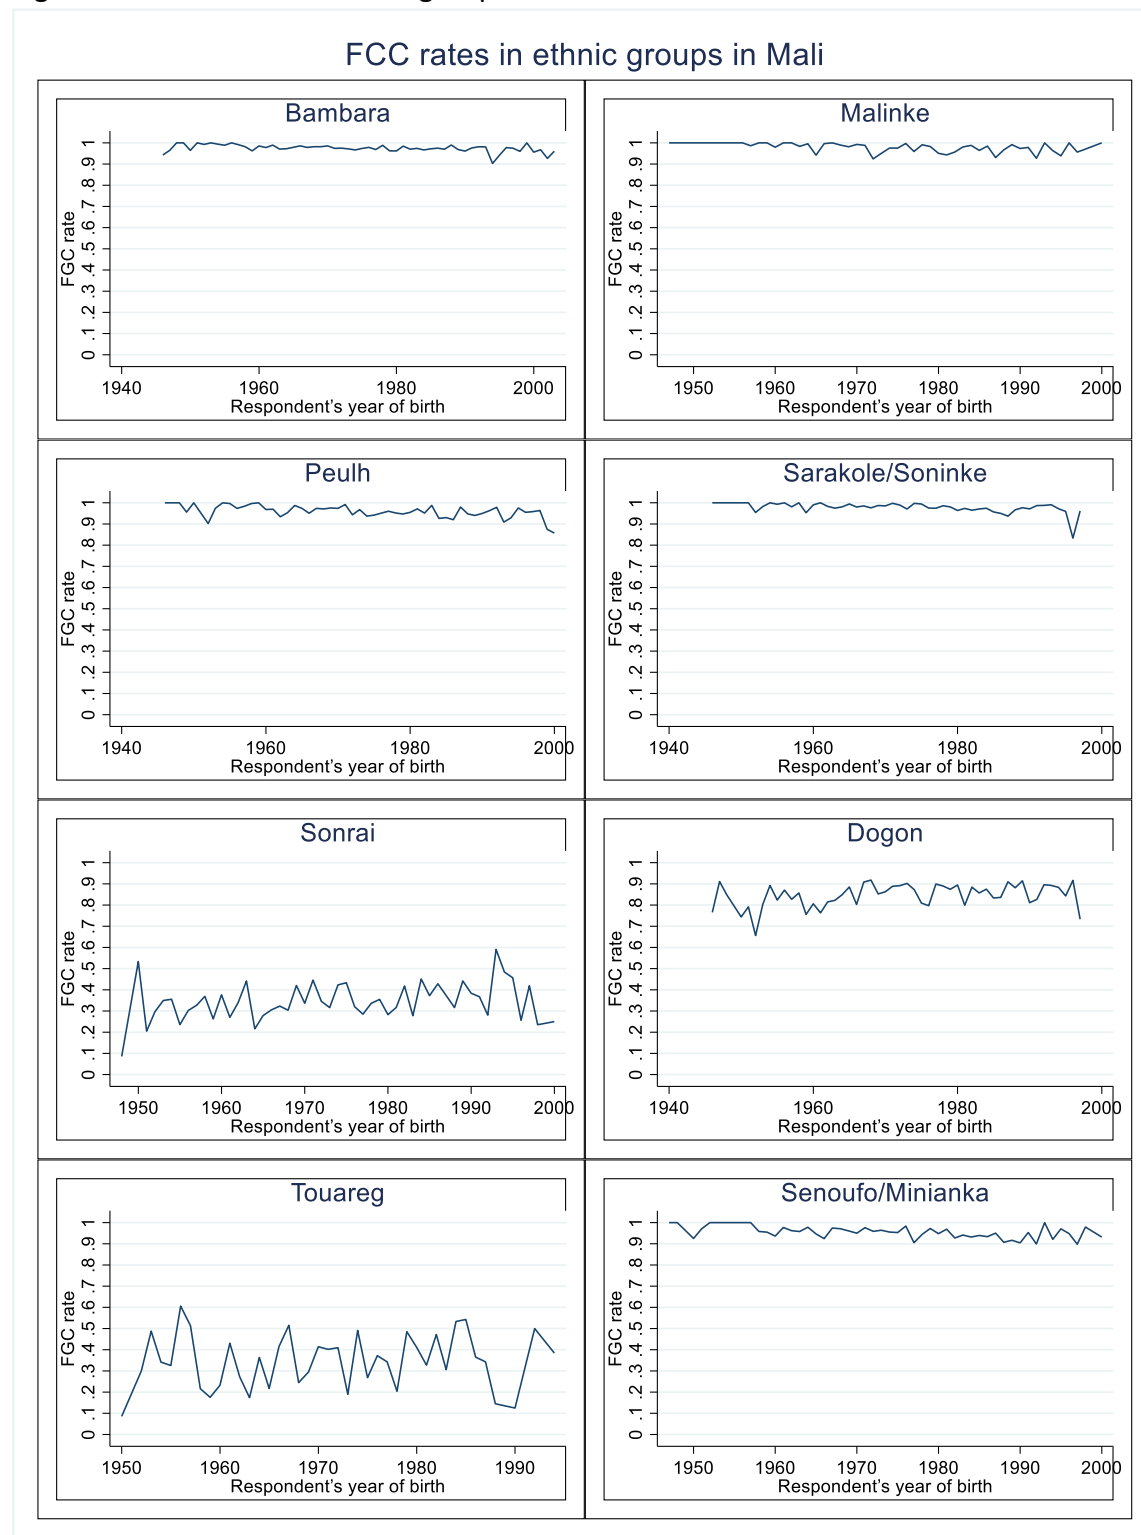 FCC rates in ethnic groups in Mali
Bambara
FGC rate
0 .1 .2 .3 .4 .5 .6 .7 .8 .9 1
1940 1960 1980 2000
Respondent's year of birth
Malinke
FGC rate
0 .1 .2 .3 .4 .5 .6 .7 .8 .9 1
1950 1960 1970 1980 1990 2000
Respondent's year of birth
Peulh
FGC rate
0 .1 .2 .3 .4 .5 .6 .7 .8 .9 1
1940 1960 1980 2000
Respondent's year of birth
Sarakole/Soninke
FGC rate
0 .1 .2 .3 .4 .5 .6 .7 .8 .9 1
1940 1960 1980 2000
Respondent's year of birth
Sonrai
FGC rate
0 .1 .2 .3 .4 .5 .6 .7 .8 .9 1
1950 1960 1970 1980 1990 2000
Respondent's year of birth
Dogon
FGC rate
0 .1 .2 .3 .4 .5 .6 .7 .8 .9 1
1940 1960 1980 2000
Respondent's year of birth
Touareg
FGC rate
0 .1 .2 .3 .4 .5 .6 .7 .8 .9 1
1950 1960 1970 1980 1990
Respondent's year of birth
Senoufo/Minianka
FGC rate
0 .1 .2 .3 .4 .5 .6 .7 .8 .9 1
1950 1960 1970 1980 1990 2000
Respondent's year of birth